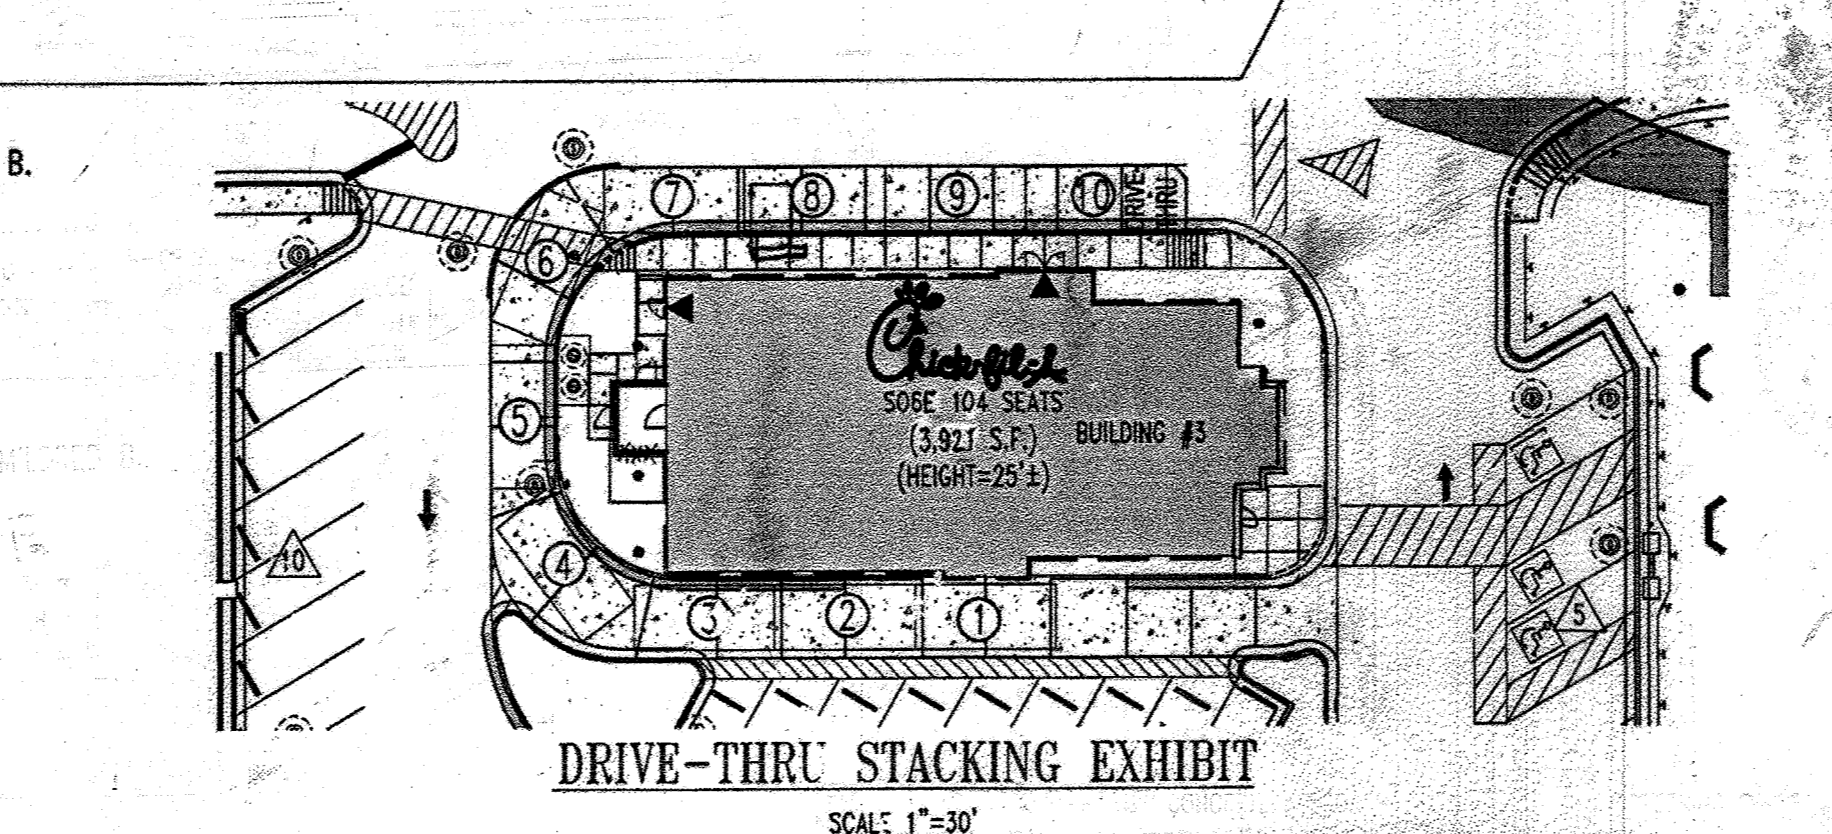 B.
7 8 9 10 DRIVE-
THRU
6
Chick-fil-A
S06E 104 SEATS
5
(3,921 S.F.) BUILDING #3
(HEIGHT=25'±)
10
4
5
3 2 1
DRIVE-THRU STACKING EXHIBIT
SCALE 1"=30'